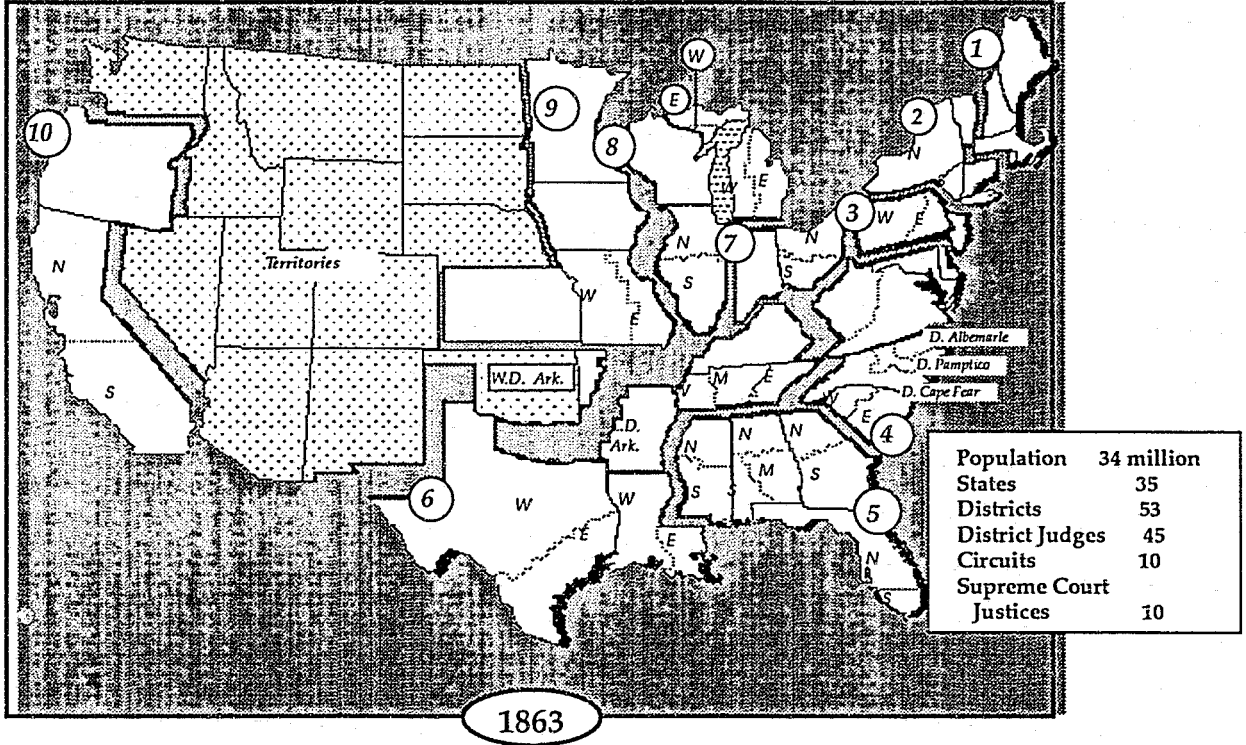 1
W
2
E
9
10
8
N
W
E
3
W
E
7
N
N
Territories
N
S
S
W
E
D. Albemarle
D. Pamptico
W.D. Ark.
M
E
W
D. Cape Fear
S
E
4
Ark.
N
N
N
Population 34 million
States 35
Districts 53
District Judges 45
Circuits 10
Supreme Court
Justices 10
M
S
6
W
W
S
S
5
E
E
N
S
1863